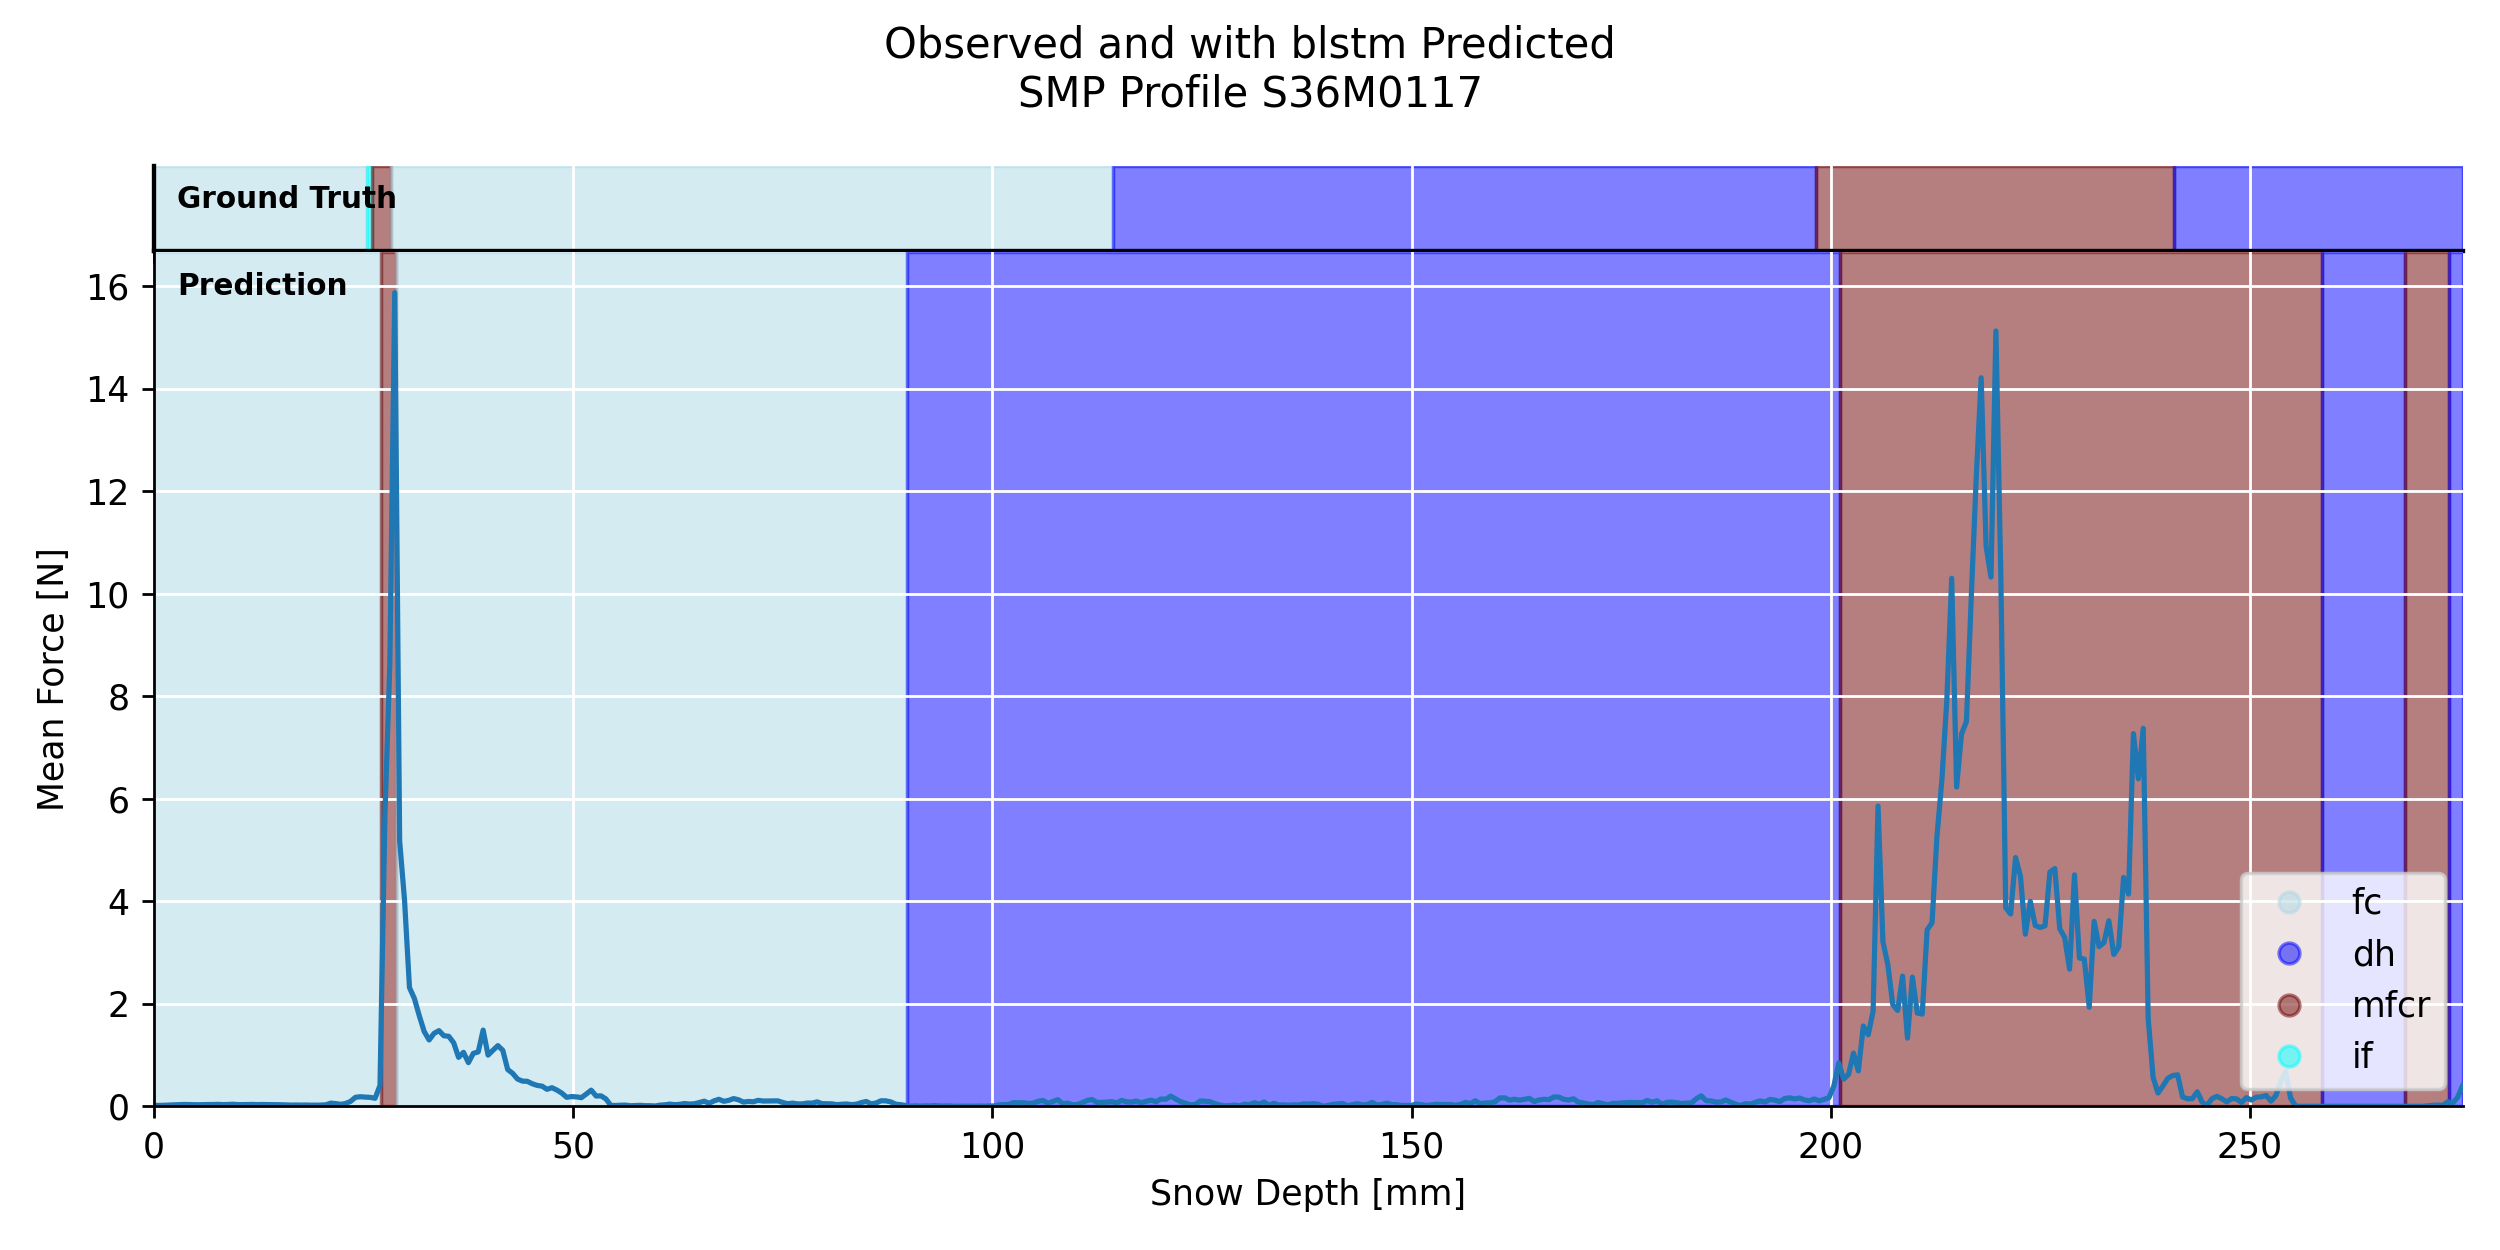 Observed and with blstm Predicted
SMP Profile S36M0117
Ground Truth
Prediction
16
14
12
10
8
6
4
2
0
Mean Force [N]
fc
dh
mfcr
if
0 50 100 150 200 250
Snow Depth [mm]